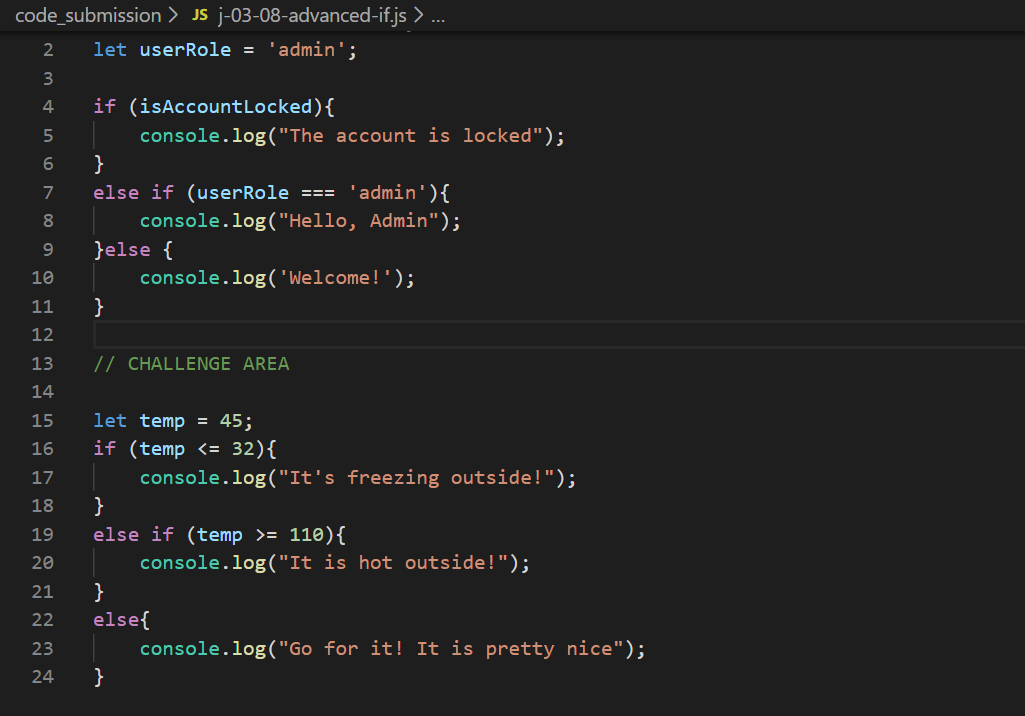 code_submission > JS j-03-08-advanced-if.js > ...
2 let userRole = 'admin';
3
4 if (isAccountLocked){
5     console.log("The account is locked");
6 }
7 else if (userRole === 'admin'){
8     console.log("Hello, Admin");
9 }else {
10     console.log('Welcome!');
11 }
12
13 // CHALLENGE AREA
14
15 let temp = 45;
16 if (temp <= 32){
17     console.log("It's freezing outside!");
18 }
19 else if (temp >= 110){
20     console.log("It is hot outside!");
21 }
22 else{
23     console.log("Go for it! It is pretty nice");
24 }